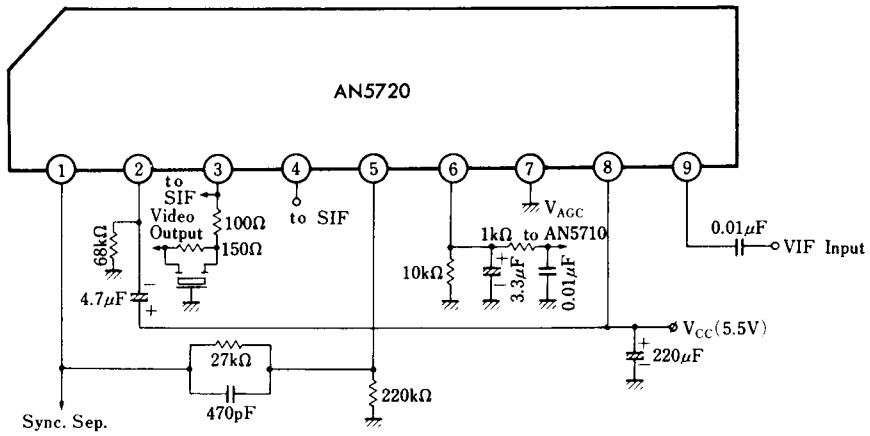 AN5720
1
2
3
4
5
6
7
8
9
to
SIF
Video
Output
100Ω
150Ω
to SIF
68kΩ
4.7μF
V_AGC
1kΩ to AN5710
10kΩ
3.3μF
0.01μF
0.01μF
VIF Input
V_CC (5.5V)
220μF
27kΩ
470pF
220kΩ
Sync. Sep.